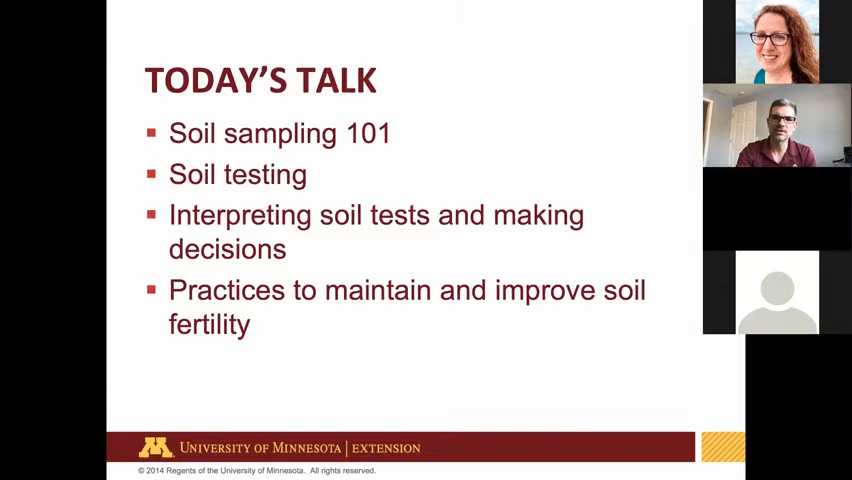 TODAY'S TALK
▪ Soil sampling 101
▪ Soil testing
▪ Interpreting soil tests and making
decisions
▪ Practices to maintain and improve soil
fertility
M UNIVERSITY OF MINNESOTA | EXTENSION
© 2014 Regents of the University of Minnesota. All rights reserved.